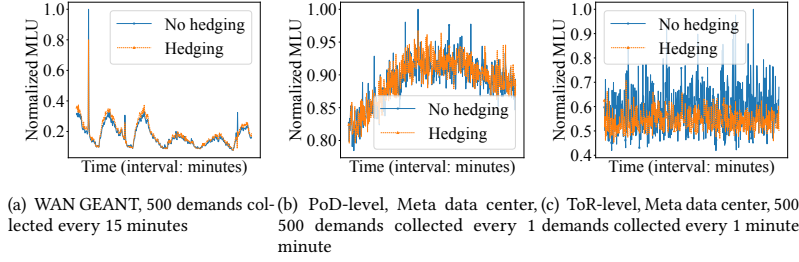 Normalized MLU
0.8
0.6
0.4
0.2
No hedging
Hedging
Time (interval: minutes)
Normalized MLU
1.00
0.95
0.90
0.85
0.80
No hedging
Hedging
Time (interval: minutes)
Normalized MLU
1.0
0.9
0.8
0.7
0.6
0.5
0.4
No hedging
Hedging
Time (interval: minutes)
(a) WAN GEANT, 500 demands col-
lected every 15 minutes
(b) PoD-level, Meta data center,
500 demands collected every 1
minute
(c) ToR-level, Meta data center, 500
demands collected every 1 minute